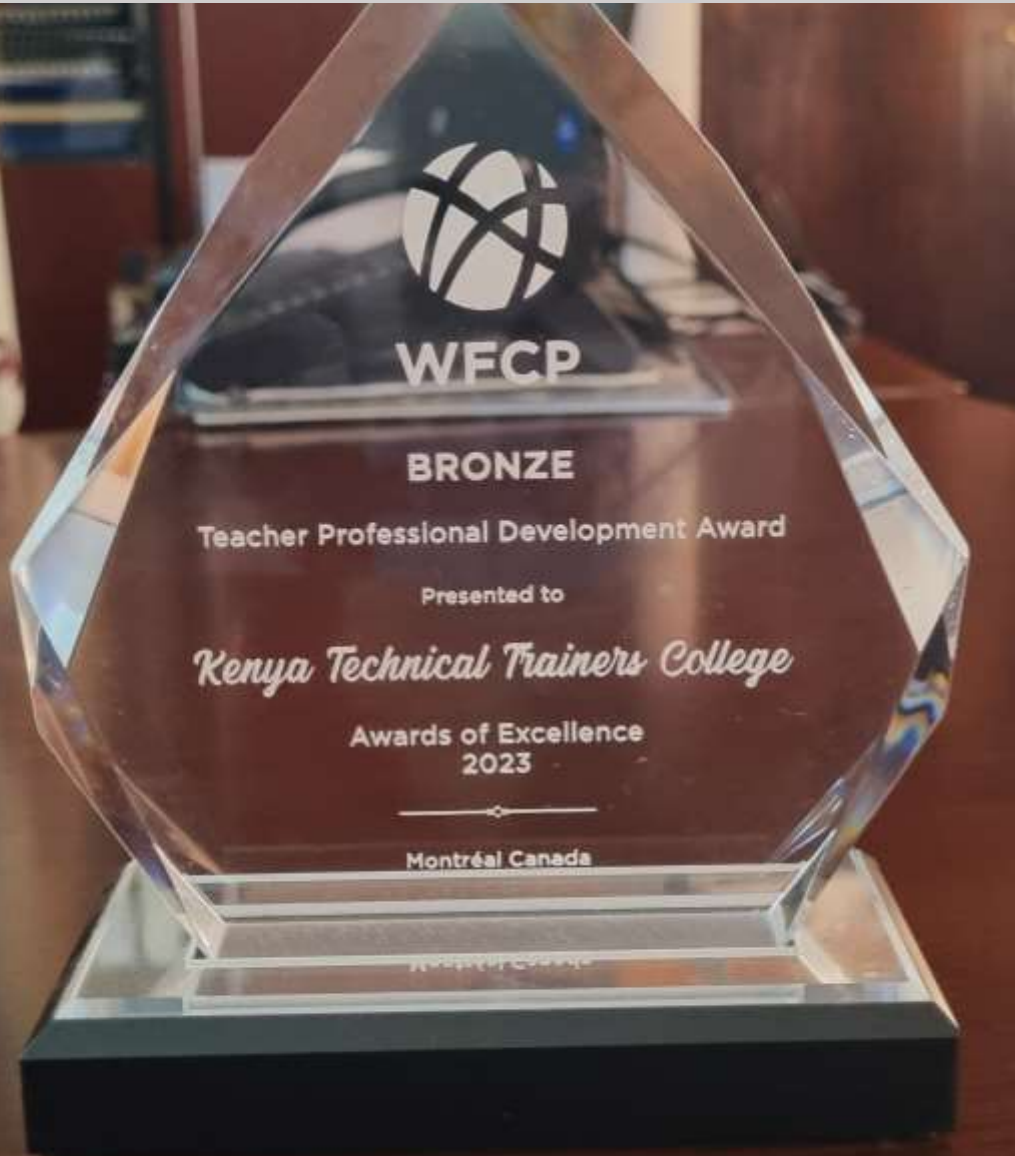 WFCP
BRONZE
Teacher Professional Development Award
Presented to
Kenya Technical Trainers College
Awards of Excellence
2023
Montréal Canada